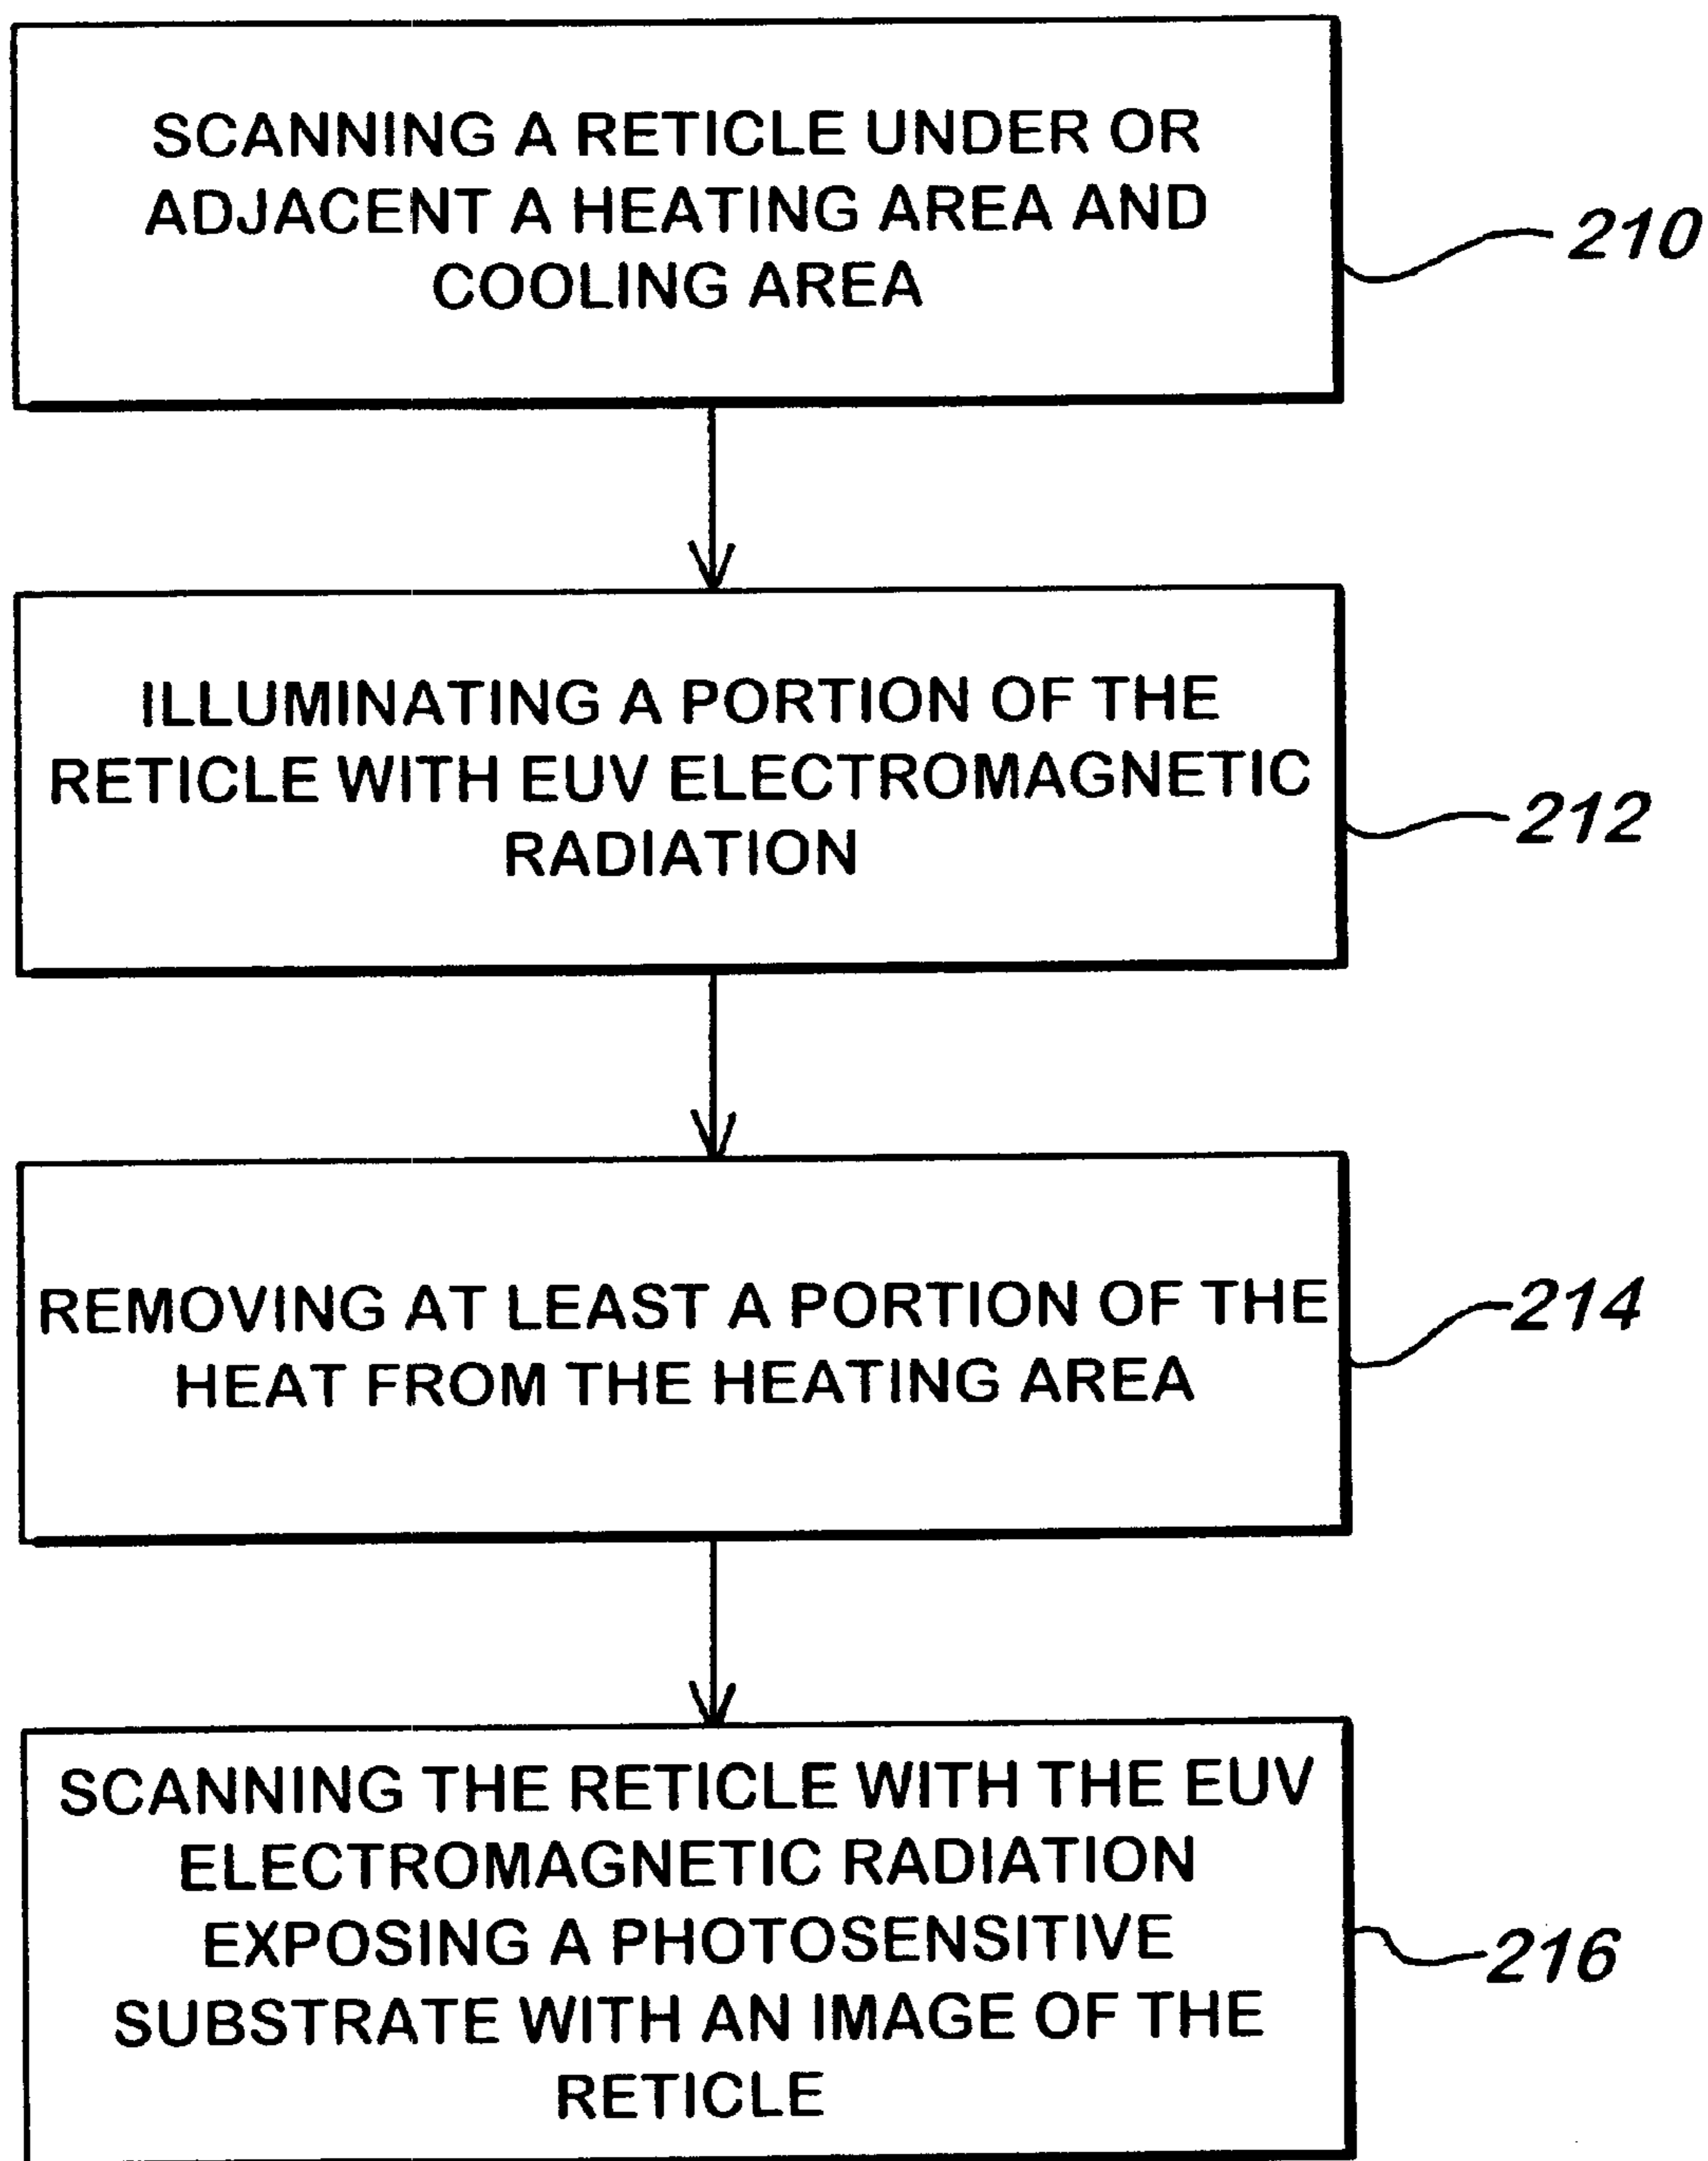 SCANNING A RETICLE UNDER OR
ADJACENT A HEATING AREA AND
COOLING AREA
210
ILLUMINATING A PORTION OF THE
RETICLE WITH EUV ELECTROMAGNETIC
RADIATION
212
REMOVING AT LEAST A PORTION OF THE
HEAT FROM THE HEATING AREA
214
SCANNING THE RETICLE WITH THE EUV
ELECTROMAGNETIC RADIATION
EXPOSING A PHOTOSENSITIVE
SUBSTRATE WITH AN IMAGE OF THE
RETICLE
216